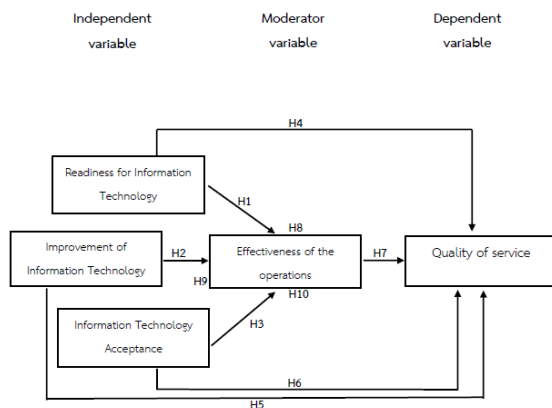 Independent
variable
Moderator
variable
Dependent
variable
H4
Readiness for Information
Technology
H1
H8
Improvement of
Information Technology
H2
Effectiveness of the
operations
H7
Quality of service
H9
H10
Information Technology
Acceptance
H3
H6
H5